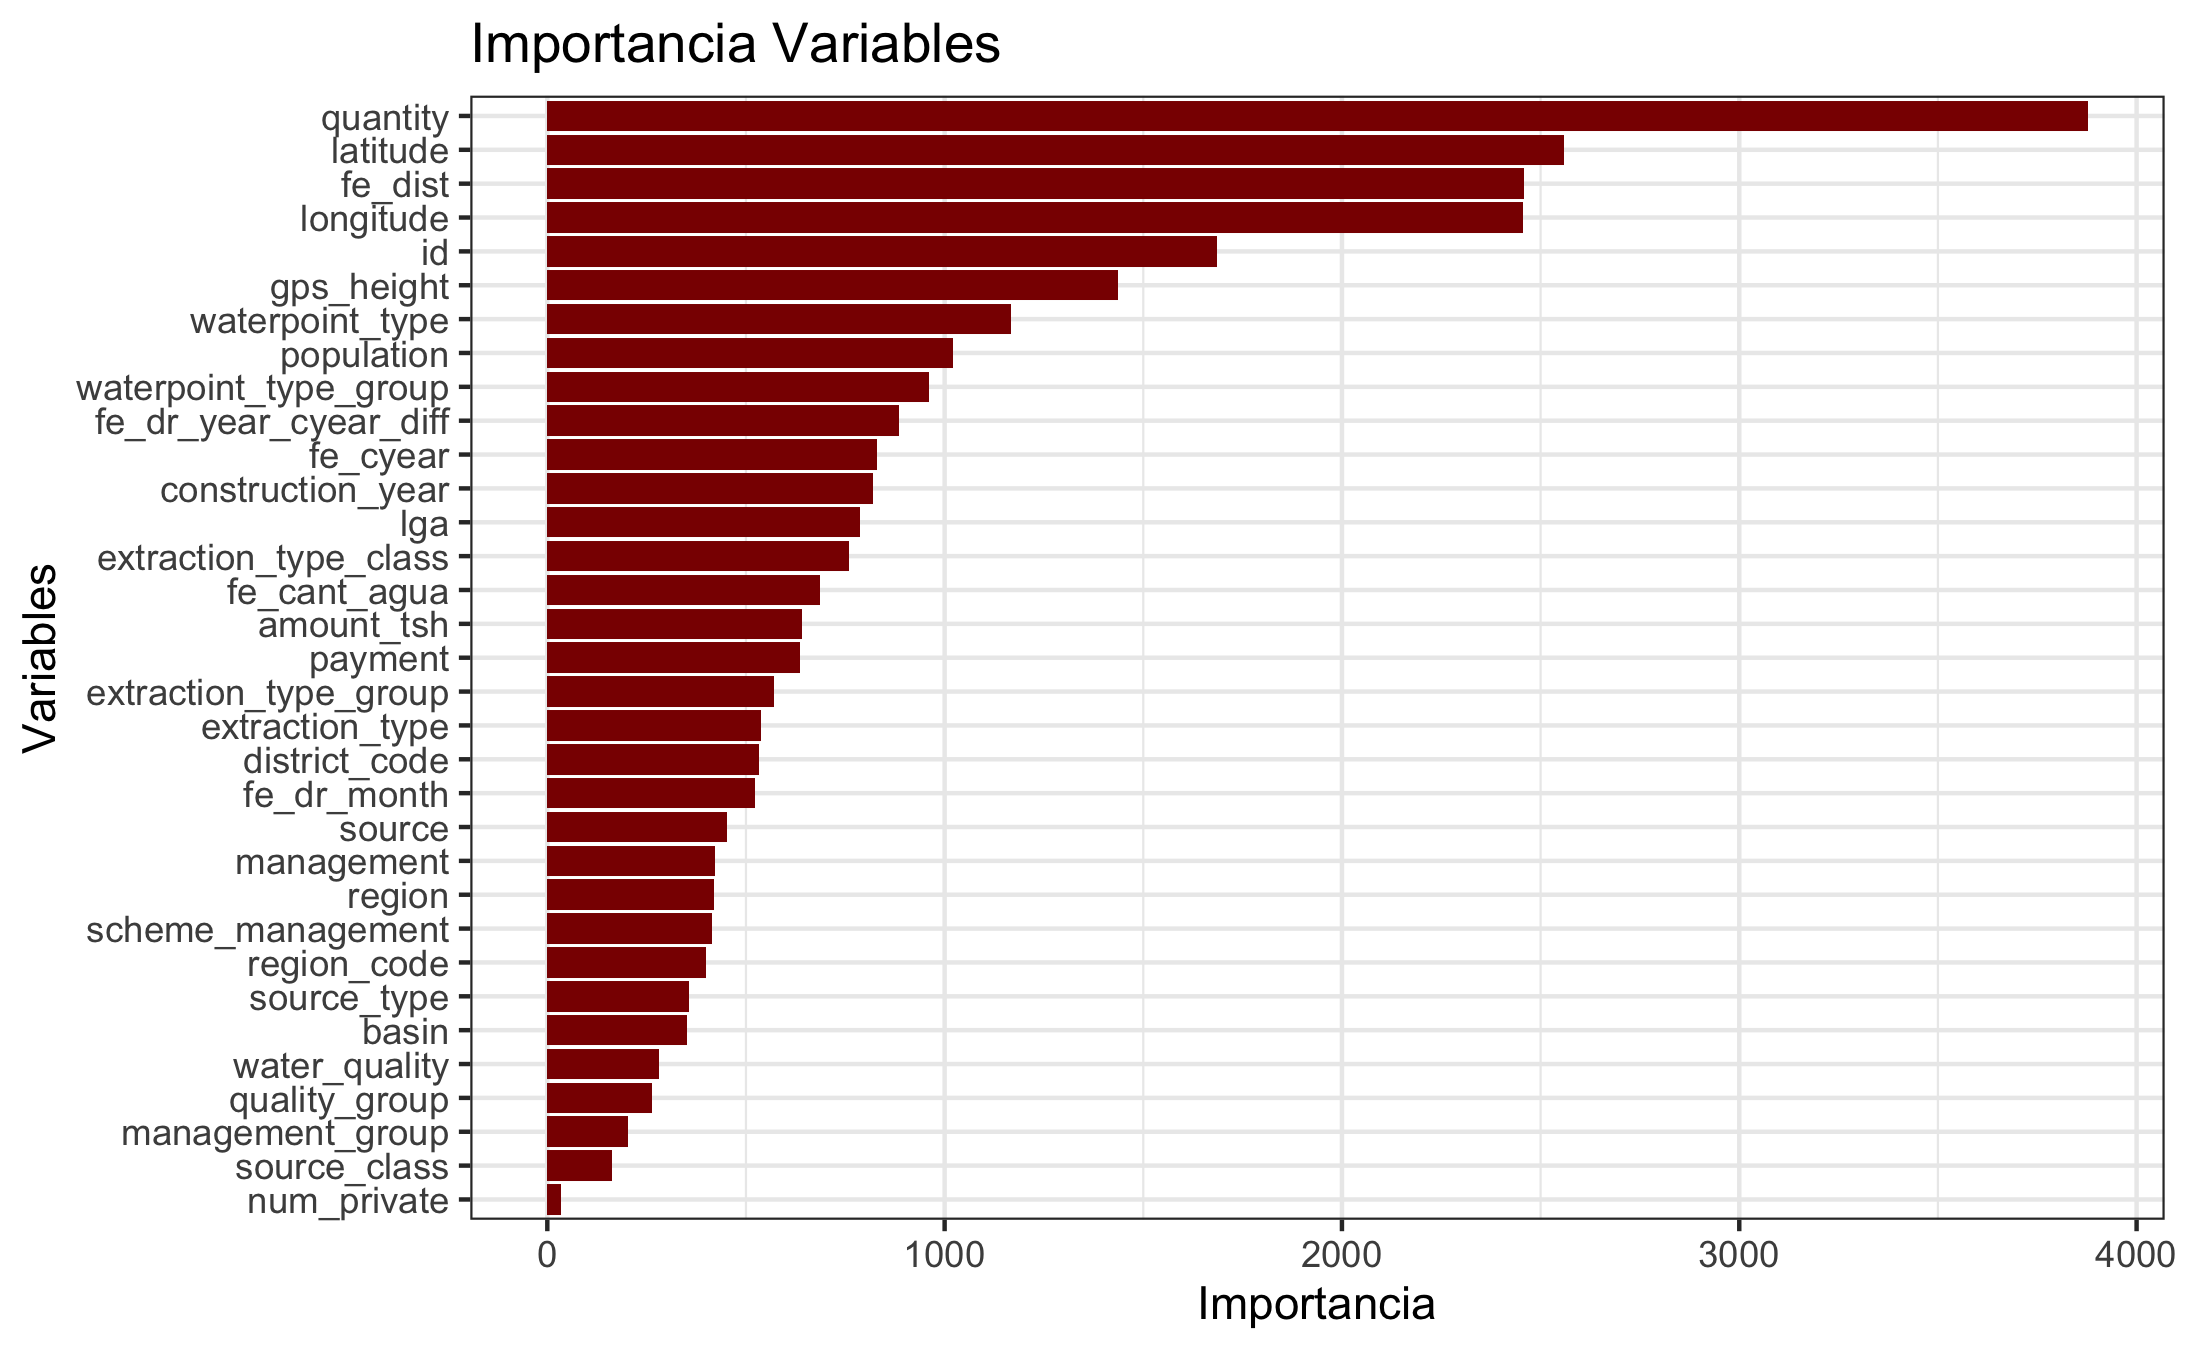 Importancia Variables
quantity
latitude
fe_dist
longitude
id
gps_height
waterpoint_type
population
waterpoint_type_group
fe_dr_year_cyear_diff
fe_cyear
construction_year
lga
extraction_type_class
fe_cant_agua
amount_tsh
payment
extraction_type_group
extraction_type
district_code
fe_dr_month
source
management
region
scheme_management
region_code
source_type
basin
water_quality
quality_group
management_group
source_class
num_private
Variables
0 1000 2000 3000 4000
Importancia